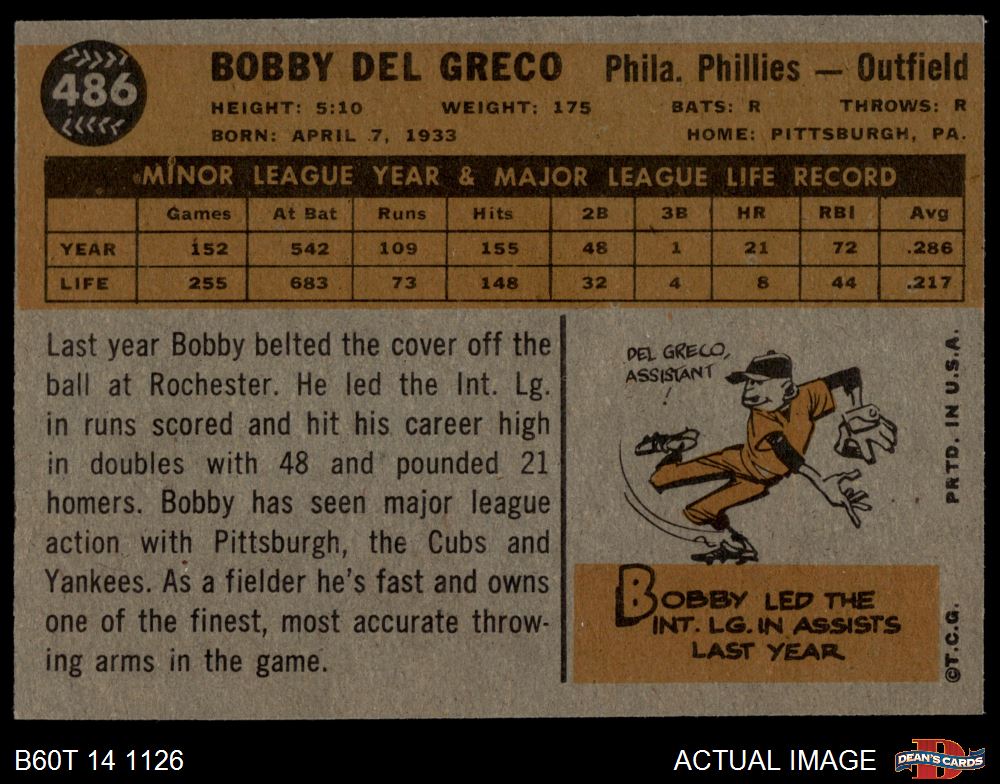 486
BOBBY DEL GRECO Phila. Phillies — Outfield
HEIGHT: 5:10 WEIGHT: 175 BATS: R THROWS: R
BORN: APRIL 7, 1933 HOME: PITTSBURGH, PA.
MINOR LEAGUE YEAR & MAJOR LEAGUE LIFE RECORD
Games At Bat Runs Hits 2B 3B HR RBI Avg
YEAR 152 542 109 155 48 1 21 72 .286
LIFE 255 683 73 148 32 4 8 44 .217
Last year Bobby belted the cover off the
ball at Rochester. He led the Int. Lg.
in runs scored and hit his career high
in doubles with 48 and pounded 21
homers. Bobby has seen major league
action with Pittsburgh, the Cubs and
Yankees. As a fielder he's fast and owns
one of the finest, most accurate throw-
ing arms in the game.
DEL GRECO,
ASSISTANT
!
BOBBY LED THE
INT. LG. IN ASSISTS
LAST YEAR
©T.C.G. PRTD. IN U.S.A.
B60T 14 1126
ACTUAL IMAGE
D
DEAN'S CARDS